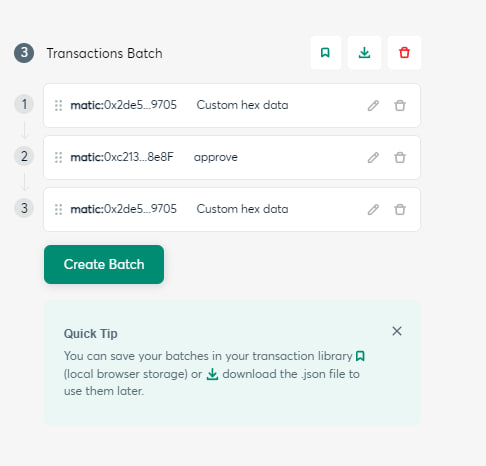 3 Transactions Batch
1 matic:0x2de5...9705 Custom hex data
2 matic:0xc213...8e8F approve
3 matic:0x2de5...9705 Custom hex data
Create Batch
Quick Tip
You can save your batches in your transaction library
(local browser storage) or download the .json file to
use them later.